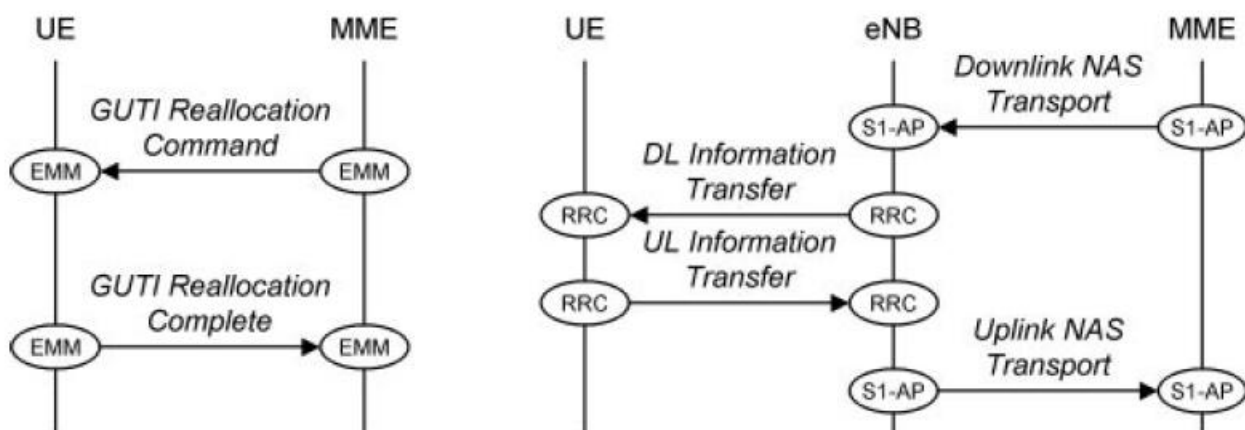 UE
MME
GUTI Reallocation
Command
EMM
EMM
GUTI Reallocation
Complete
EMM
EMM
UE
eNB
MME
Downlink NAS
Transport
S1-AP
S1-AP
DL Information
Transfer
RRC
RRC
UL Information
Transfer
RRC
RRC
Uplink NAS
Transport
S1-AP
S1-AP